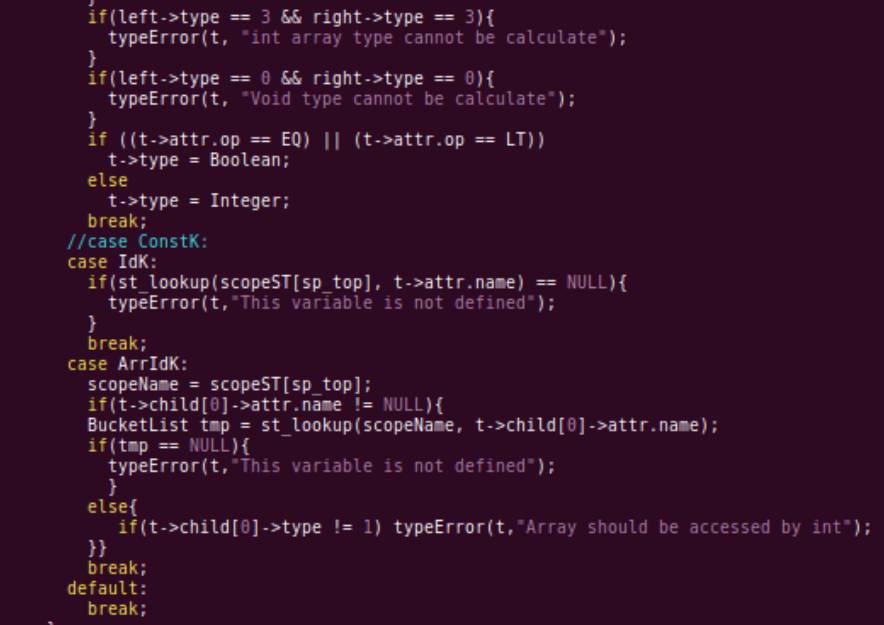 }
if(left->type == 3 && right->type == 3){
typeError(t, "int array type cannot be calculate");
}
if(left->type == 0 && right->type == 0){
typeError(t, "Void type cannot be calculate");
}
if ((t->attr.op == EQ) || (t->attr.op == LT))
t->type = Boolean;
else
t->type = Integer;
break;
//case ConstK:
case IdK:
if(st_lookup(scopeST[sp_top], t->attr.name) == NULL){
typeError(t,"This variable is not defined");
}
break;
case ArrIdK:
scopeName = scopeST[sp_top];
if(t->child[0]->attr.name != NULL){
BucketList tmp = st_lookup(scopeName, t->child[0]->attr.name);
if(tmp == NULL){
typeError(t,"This variable is not defined");
}
else{
if(t->child[0]->type != 1) typeError(t,"Array should be accessed by int");
}}
break;
default:
break;
}